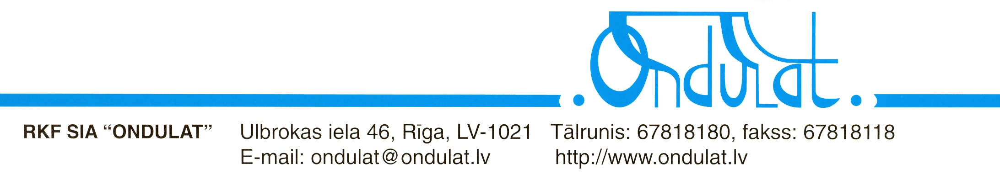 Ondulat
RKF SIA “ONDULAT” Ulbrokas iela 46, Rīga, LV-1021 Tālrunis: 67818180, fakss: 67818118
E-mail: ondulat@ondulat.lv http://www.ondulat.lv